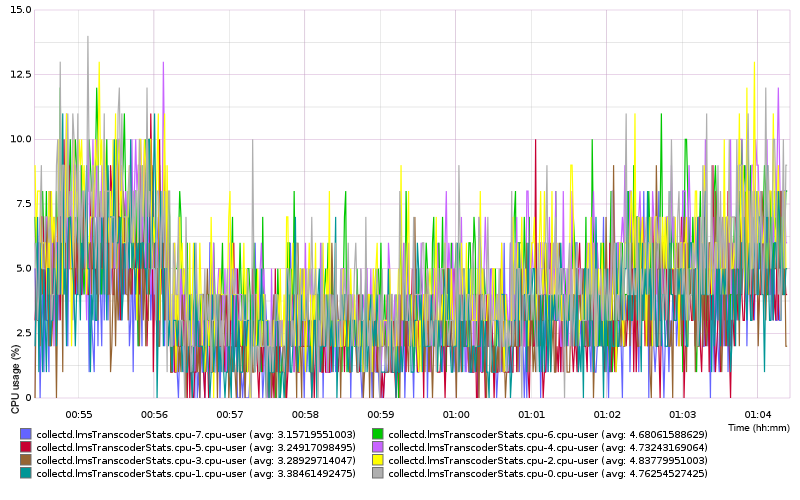 15.0
12.5
10.0
7.5
5.0
2.5
0
CPU usage (%)
00:55 00:56 00:57 00:58 00:59 01:00 01:01 01:02 01:03 01:04
Time (hh:mm)
collectd.lmsTranscoderStats.cpu-7.cpu-user (avg: 3.15719551003) collectd.lmsTranscoderStats.cpu-6.cpu-user (avg: 4.68061588629)
collectd.lmsTranscoderStats.cpu-5.cpu-user (avg: 3.24917098495) collectd.lmsTranscoderStats.cpu-4.cpu-user (avg: 4.73243169064)
collectd.lmsTranscoderStats.cpu-3.cpu-user (avg: 3.28929714047) collectd.lmsTranscoderStats.cpu-2.cpu-user (avg: 4.83779951003)
collectd.lmsTranscoderStats.cpu-1.cpu-user (avg: 3.38461492475) collectd.lmsTranscoderStats.cpu-0.cpu-user (avg: 4.76254527425)